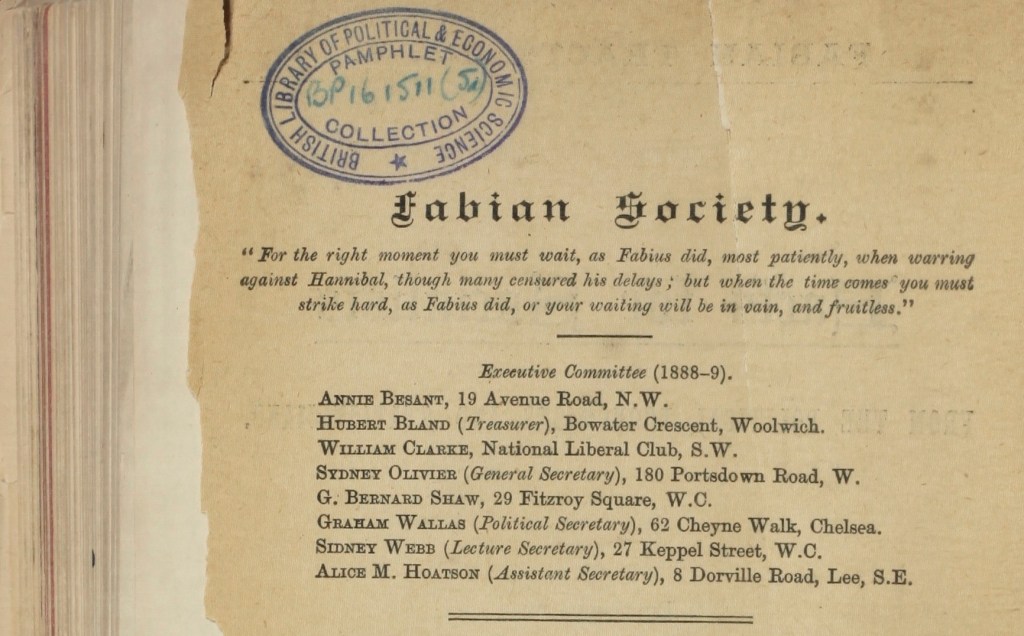 BRITISH LIBRARY OF POLITICAL & ECONOMIC SCIENCE
PAMPHLET
COLLECTION
Fabian Society.
"For the right moment you must wait, as Fabius did, most patiently, when warring
against Hannibal, though many censured his delays; but when the time comes you must
strike hard, as Fabius did, or your waiting will be in vain, and fruitless."
Executive Committee (1888–9).
ANNIE BESANT, 19 Avenue Road, N.W.
HUBERT BLAND (Treasurer), Bowater Crescent, Woolwich.
WILLIAM CLARKE, National Liberal Club, S.W.
SYDNEY OLIVIER (General Secretary), 180 Portsdown Road, W.
G. BERNARD SHAW, 29 Fitzroy Square, W.C.
GRAHAM WALLAS (Political Secretary), 62 Cheyne Walk, Chelsea.
SIDNEY WEBB (Lecture Secretary), 27 Keppel Street, W.C.
ALICE M. HOATSON (Assistant Secretary), 8 Dorville Road, Lee, S.E.